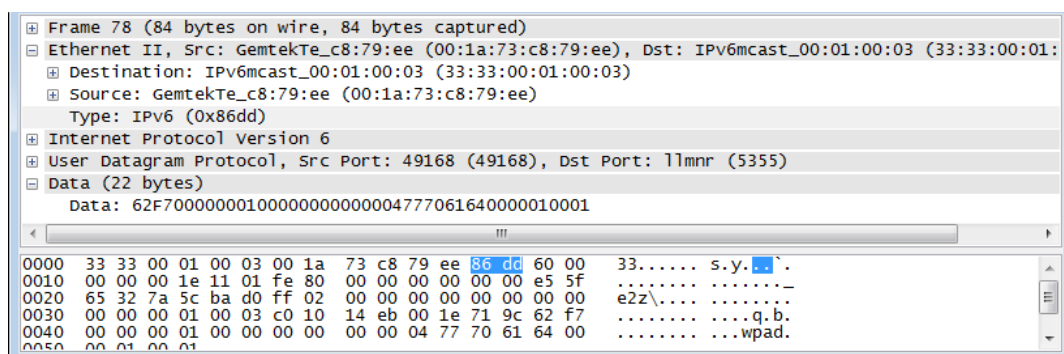 Frame 78 (84 bytes on wire, 84 bytes captured)
Ethernet II, Src: GemtekTe_c8:79:ee (00:1a:73:c8:79:ee), Dst: IPv6mcast_00:01:00:03 (33:33:00:01:
Destination: IPv6mcast_00:01:00:03 (33:33:00:01:00:03)
Source: GemtekTe_c8:79:ee (00:1a:73:c8:79:ee)
Type: IPv6 (0x86dd)
Internet Protocol Version 6
User Datagram Protocol, Src Port: 49168 (49168), Dst Port: llmnr (5355)
Data (22 bytes)
Data: 62F70000000100000000000004777061640000010001
0000 33 33 00 01 00 03 00 1a 73 c8 79 ee 86 dd 60 00 33...... s.y...`.
0010 00 00 00 1e 11 01 fe 80 00 00 00 00 00 00 e5 5f ........ ......._
0020 65 32 7a 5c ba d0 ff 02 00 00 00 00 00 00 00 00 e2z\.... ........
0030 00 00 00 01 00 03 c0 10 14 eb 00 1e 71 9c 62 f7 ........ ....q.b.
0040 00 00 00 01 00 00 00 00 00 00 04 77 70 61 64 00 ........ ...wpad.
0050 00 01 00 01